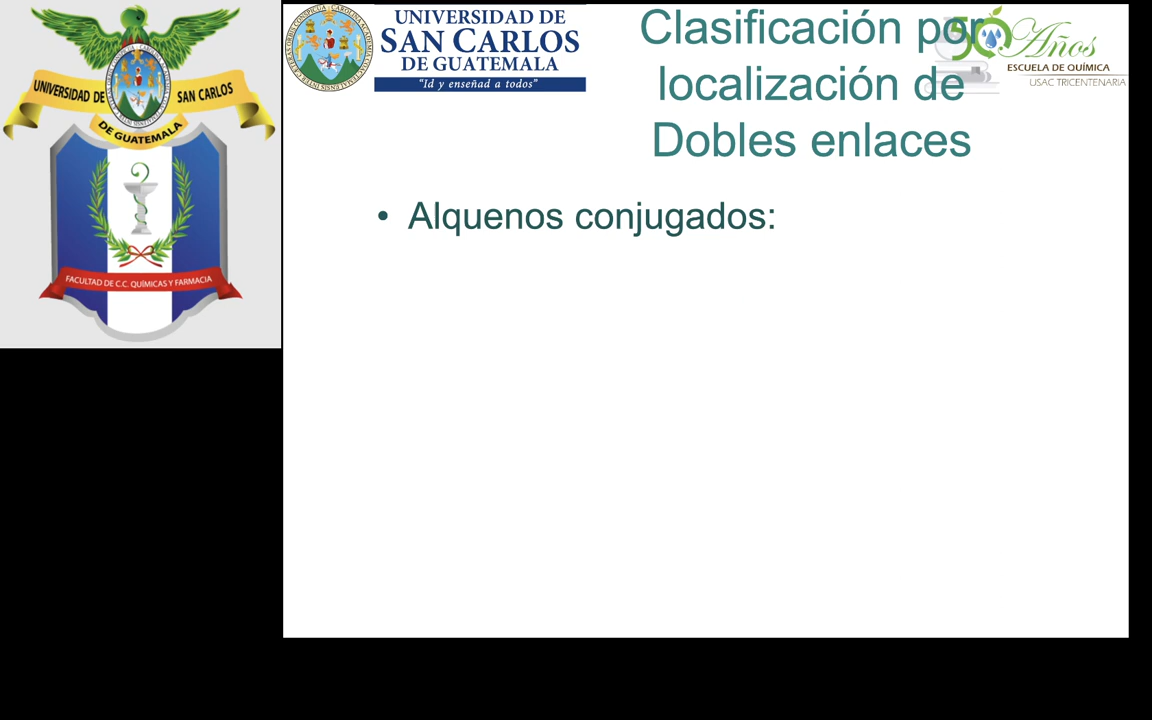 UNIVERSIDAD DE SAN CARLOS
DE GUATEMALA
FACULTAD DE C.C. QUÍMICAS Y FARMACIA
UNIVERSIDAD DE
SAN CARLOS
DE GUATEMALA
"Id y enseñad a todos"
Clasificación por
localización de
Dobles enlaces
50 Años
ESCUELA DE QUÍMICA
USAC TRICENTENARIA
• Alquenos conjugados: